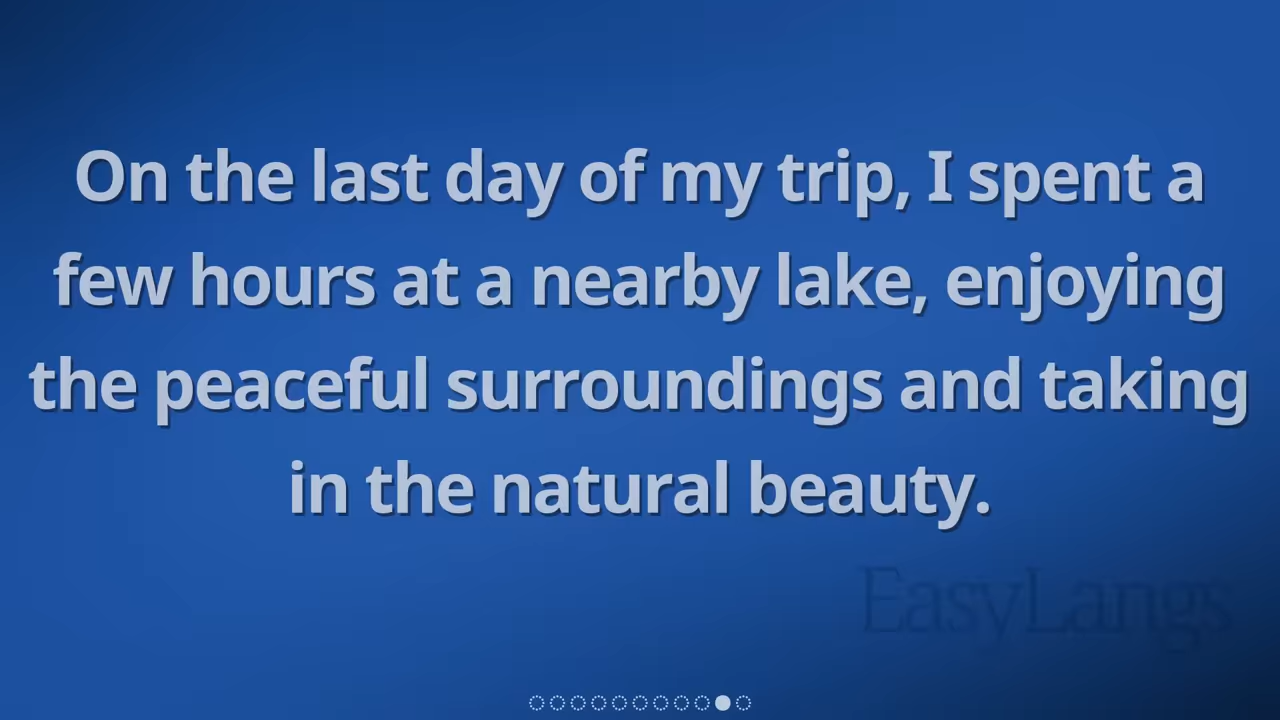 On the last day of my trip, I spent a
few hours at a nearby lake, enjoying
the peaceful surroundings and taking
in the natural beauty.
EasyLangs